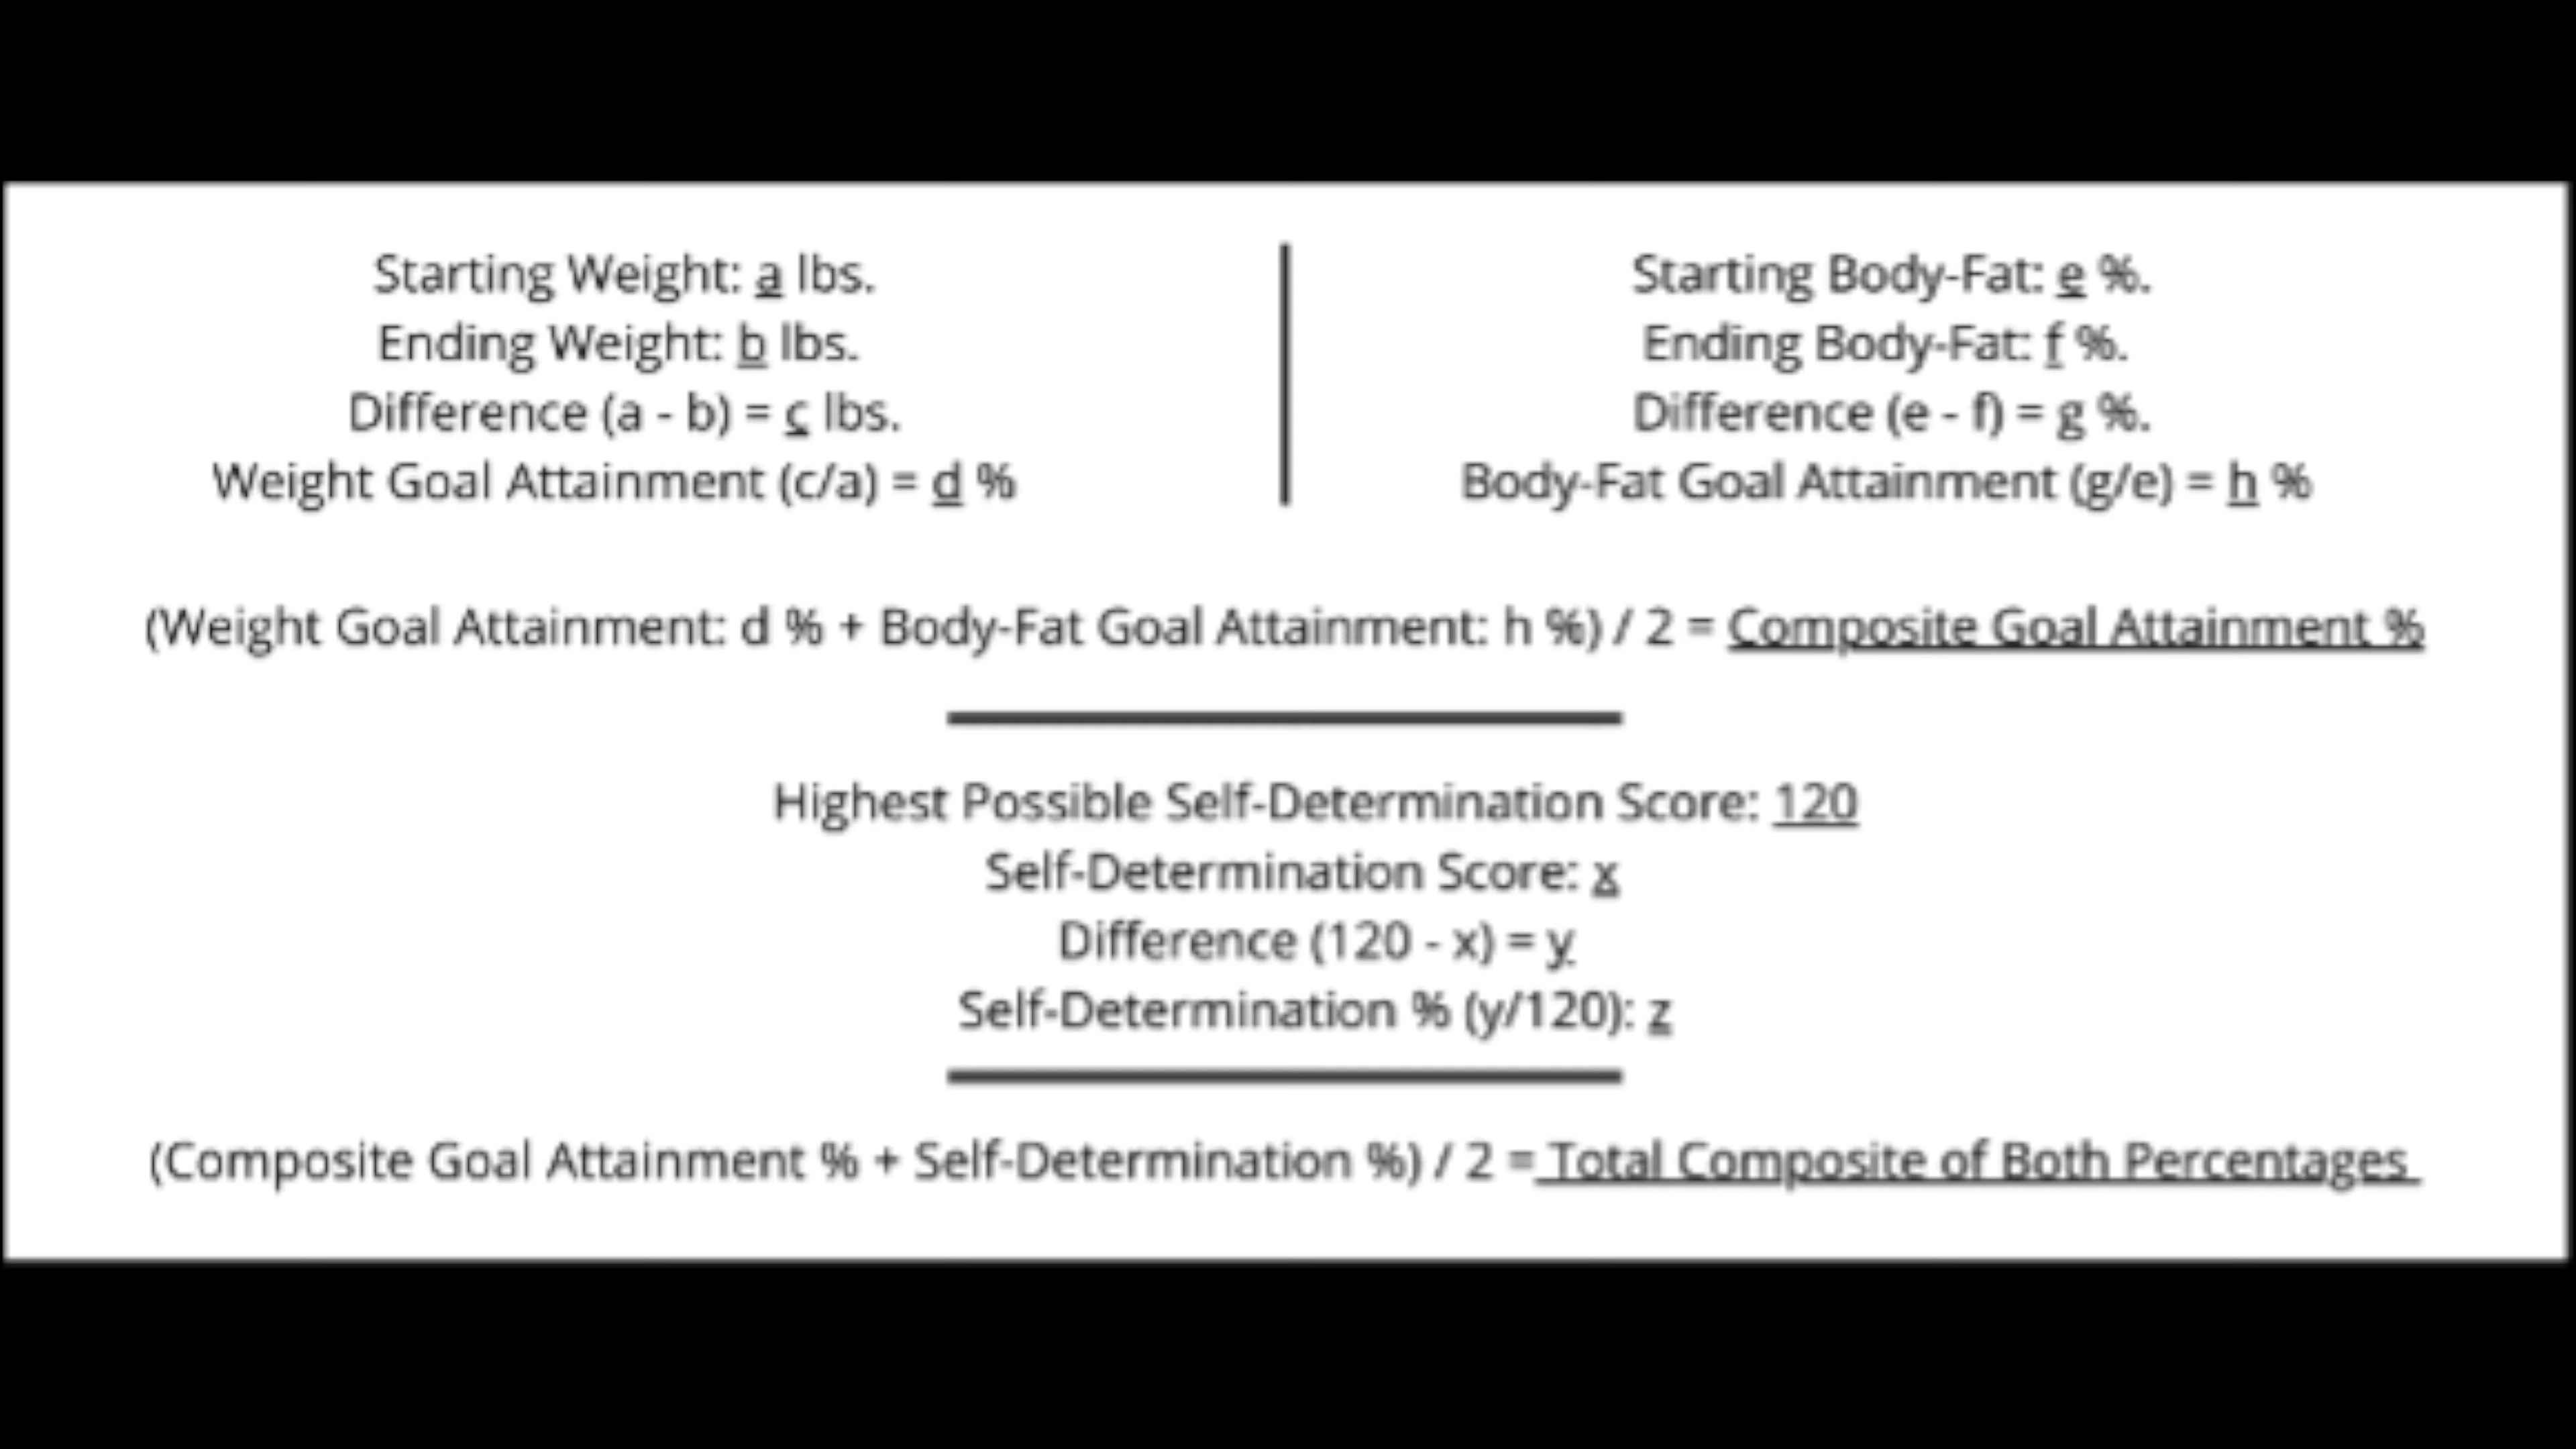 Starting Weight: a lbs.
Ending Weight: b lbs.
Difference (a - b) = c lbs.
Weight Goal Attainment (c/a) = d %
Starting Body-Fat: e %.
Ending Body-Fat: f %.
Difference (e - f) = g %.
Body-Fat Goal Attainment (g/e) = h %
(Weight Goal Attainment: d % + Body-Fat Goal Attainment: h %) / 2 = Composite Goal Attainment %
Highest Possible Self-Determination Score: 120
Self-Determination Score: x
Difference (120 - x) = y
Self-Determination % (y/120): z
(Composite Goal Attainment % + Self-Determination %) / 2 = Total Composite of Both Percentages